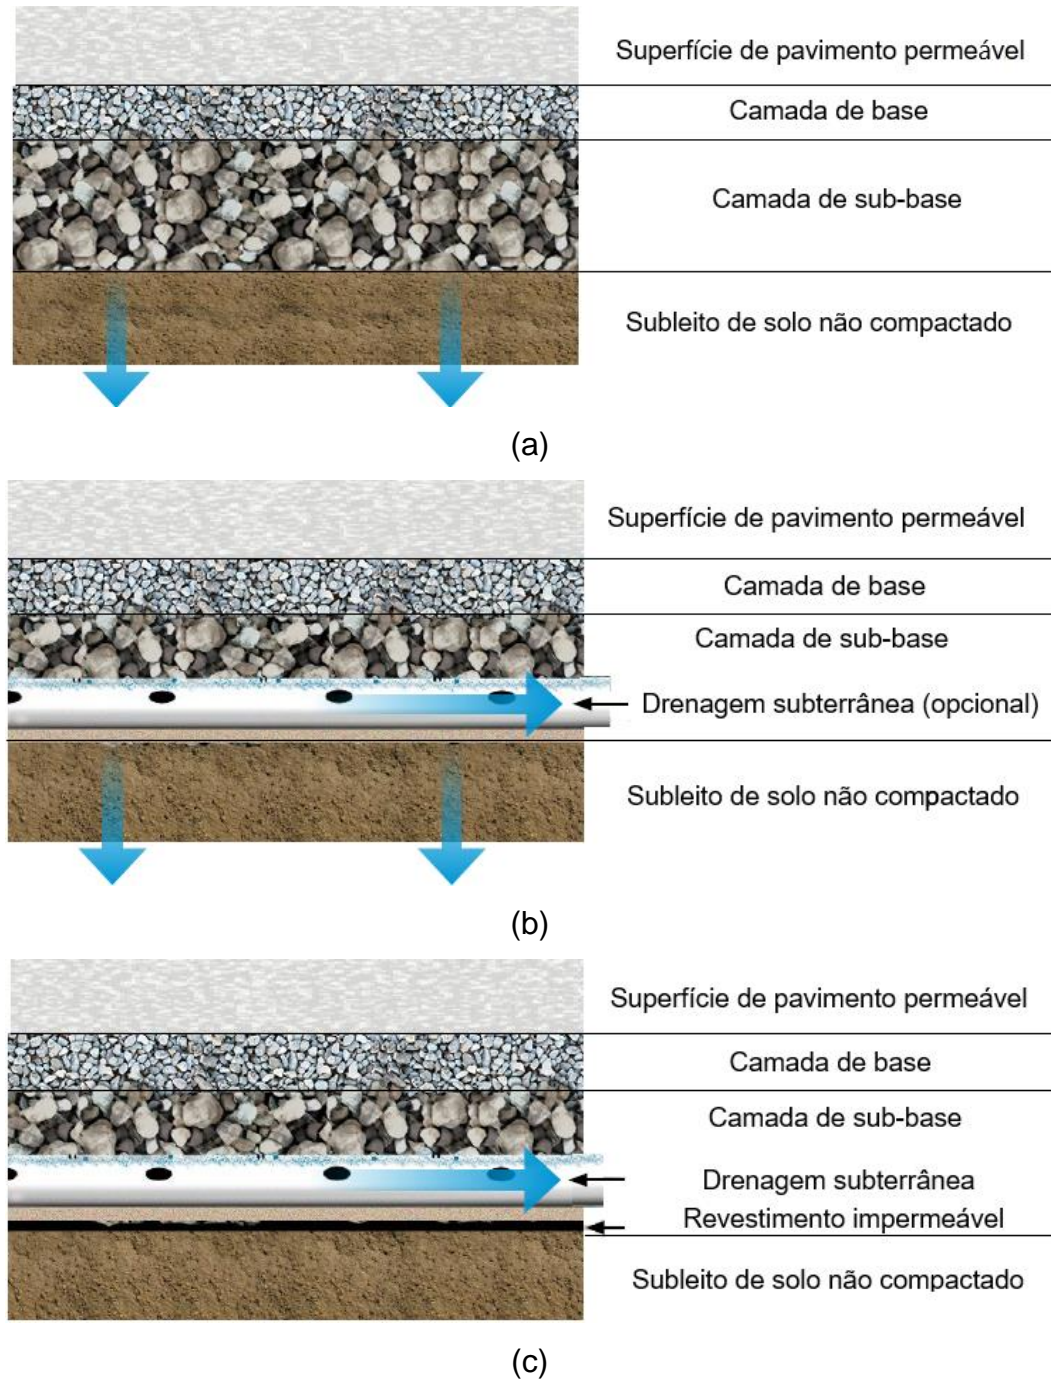 Superfície de pavimento permeável
Camada de base
Camada de sub-base
Subleito de solo não compactado
(a)
Superfície de pavimento permeável
Camada de base
Camada de sub-base
Drenagem subterrânea (opcional)
Subleito de solo não compactado
(b)
Superfície de pavimento permeável
Camada de base
Camada de sub-base
Drenagem subterrânea
Revestimento impermeável
Subleito de solo não compactado
(c)